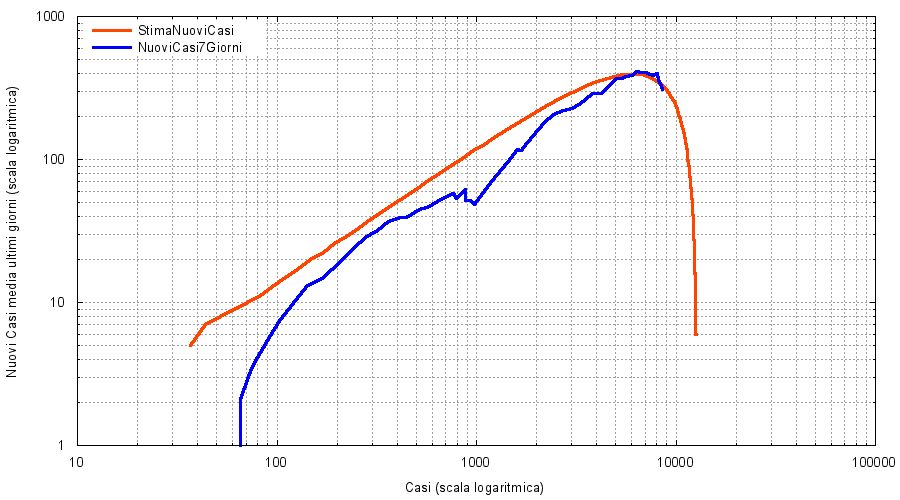 1000
StimaNuoviCasi
NuoviCasi7Giorni
100
10
1
Nuovi Casi media ultimi giorni (scala logaritmica)
10
100
1000
10000
100000
Casi (scala logaritmica)